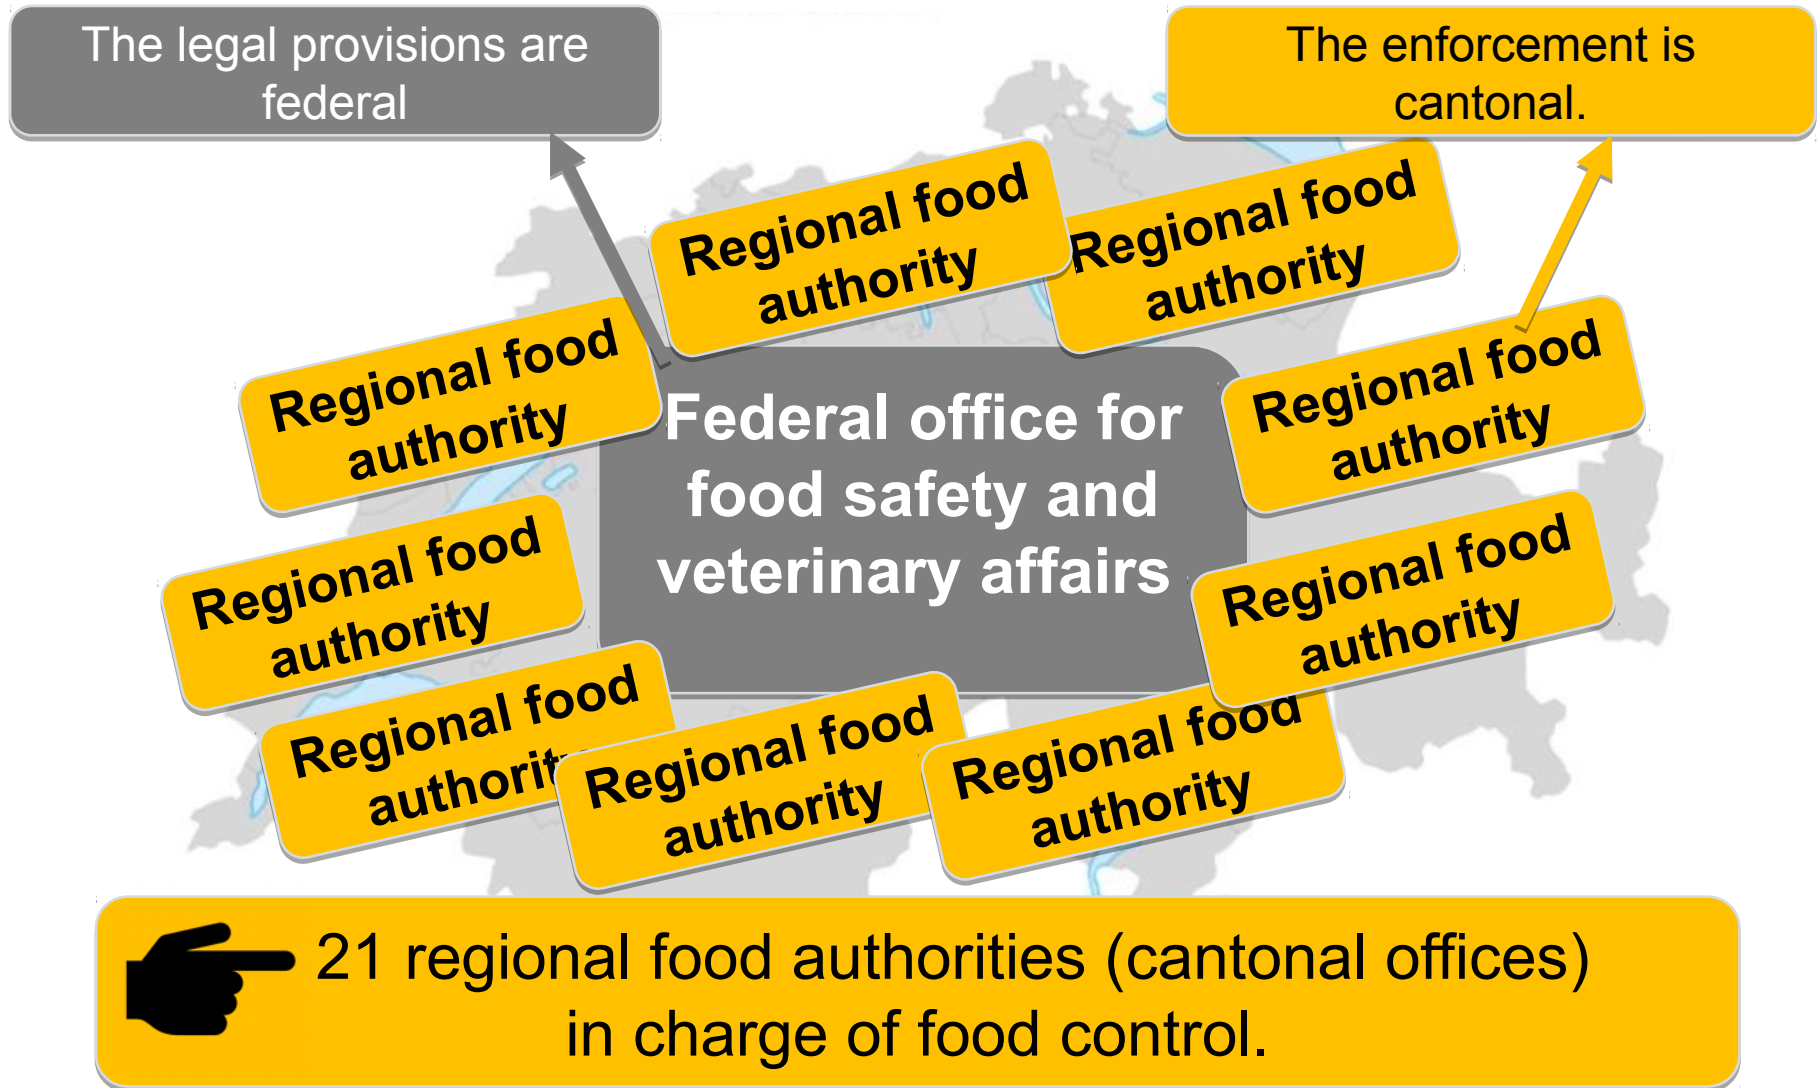 The legal provisions are
federal
The enforcement is
cantonal.
Regional food
authority
Regional food
authority
Regional food
authority
Regional food
authority
Federal office for
food safety and
veterinary affairs
Regional food
authority
Regional food
authority
Regional food
authority
Regional food
authority
Regional food
authority
21 regional food authorities (cantonal offices)
in charge of food control.